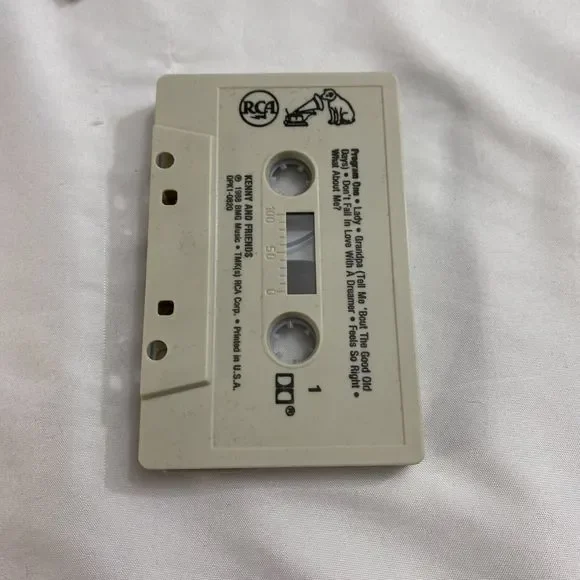 RCA
Program One • Lady • Grandpa (Tell Me 'Bout The Good Old
Days) • Don't Fall In Love With A Dreamer • Feels So Right •
What About Me?
100 50 0
1
KENNY AND FRIENDS
℗ 1988 BMG Music • TMK(s) RCA Corp. • Printed in U.S.A.
DPK1-0820